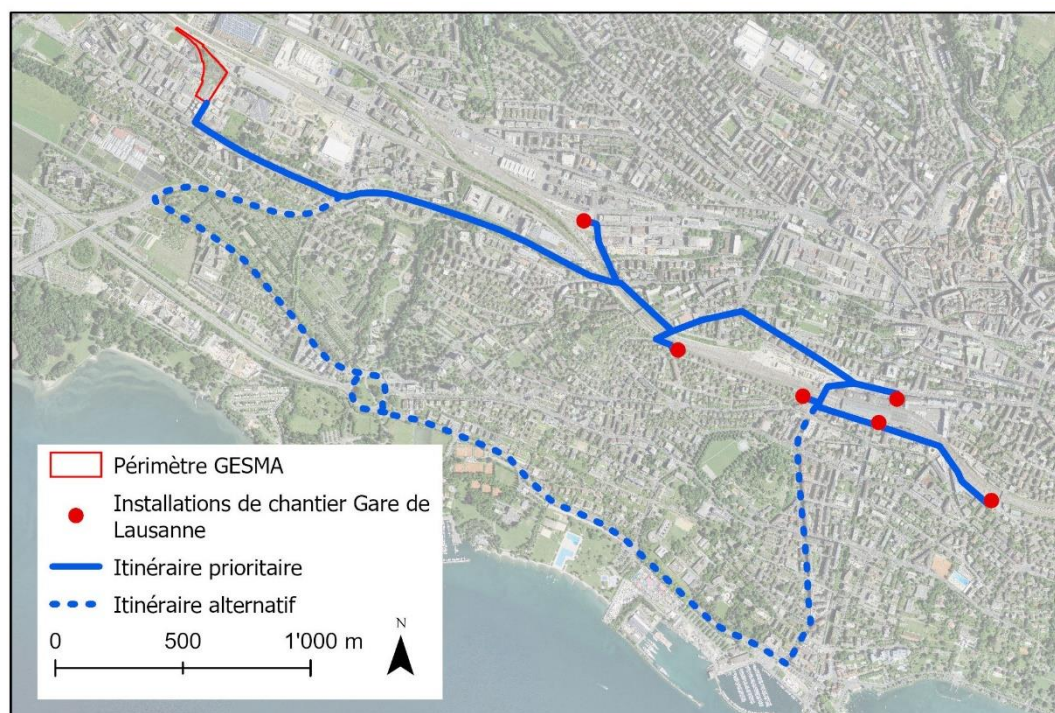 Périmètre GESMA
Installations de chantier Gare de
Lausanne
Itinéraire prioritaire
Itinéraire alternatif
0 500 1'000 m
N